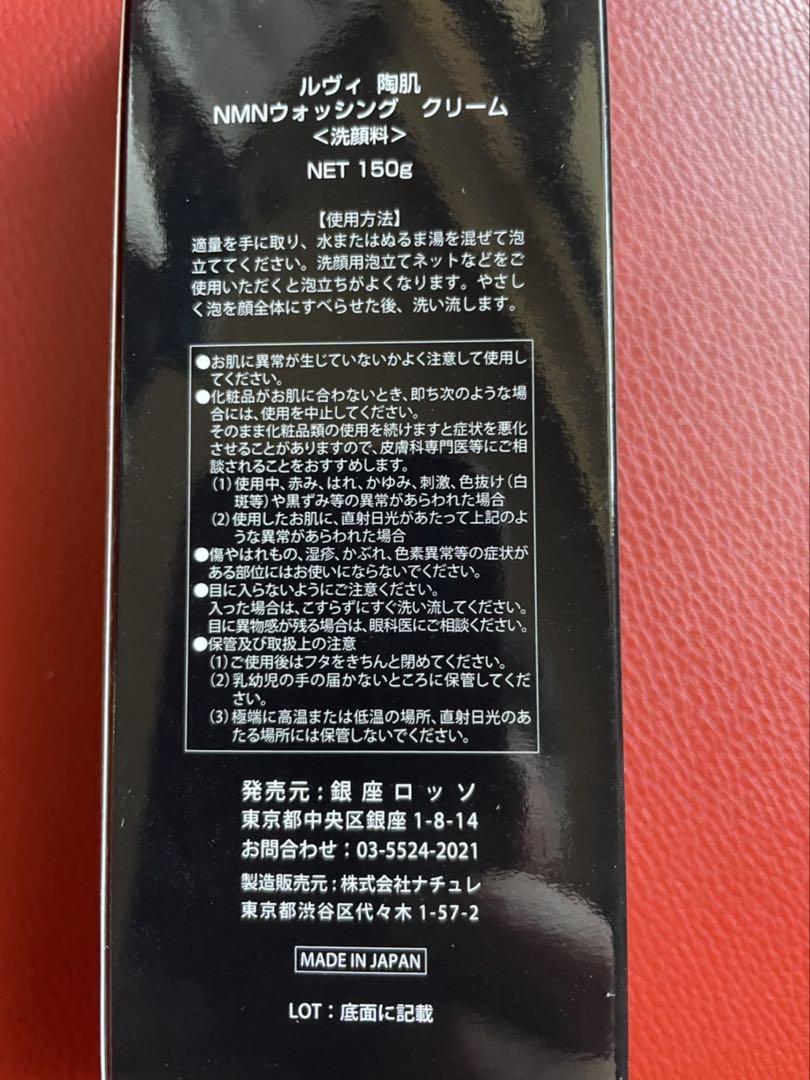 ルヴィ 陶肌
NMNウォッシング クリーム
<洗顔料>
NET 150g
【使用方法】
適量を手に取り、水またはぬるま湯を混ぜて泡
立ててください。洗顔用泡立てネットなどをご
使用いただくと泡立ちがよくなります。やさし
く泡を顔全体にすべらせた後、洗い流します。
●お肌に異常が生じていないかよく注意して使用し
てください。
●化粧品がお肌に合わないとき、即ち次のような場
合には、使用を中止してください。
そのまま化粧品類の使用を続けますと症状を悪化
させることがありますので、皮膚科専門医等にご相
談されることをおすすめします。
(1)使用中、赤み、はれ、かゆみ、刺激、色抜け(白
斑等)や黒ずみ等の異常があらわれた場合
(2)使用したお肌に、直射日光があたって上記のよ
うな異常があらわれた場合
●傷やはれもの、湿疹、かぶれ、色素異常等の症状が
ある部位にはお使いにならないでください。
●目に入らないようにご注意ください。
入った場合は、こすらずにすぐ洗い流してください。
目に異物感が残る場合は、眼科医にご相談ください。
●保管及び取扱上の注意
(1)ご使用後はフタをきちんと閉めてください。
(2)乳幼児の手の届かないところに保管してくだ
さい。
(3)極端に高温または低温の場所、直射日光のあ
たる場所には保管しないでください。
発売元:銀座ロッソ
東京都中央区銀座1-8-14
お問合わせ:03-5524-2021
製造販売元:株式会社ナチュレ
東京都渋谷区代々木1-57-2
MADE IN JAPAN
LOT:底面に記載